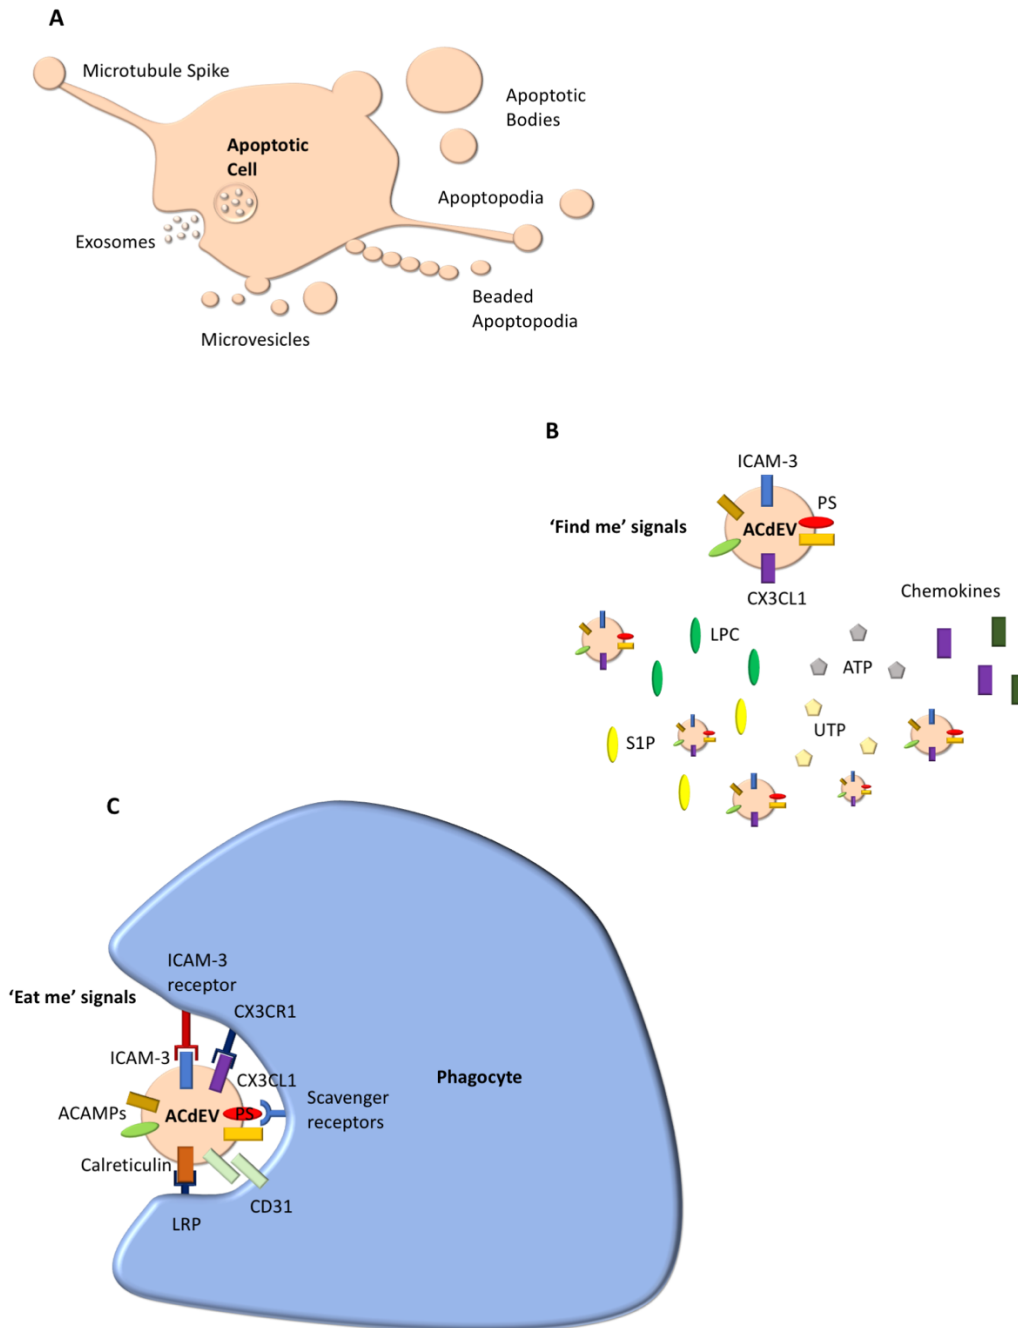 A
Microtubule Spike
Apoptotic
Bodies
Apoptotic
Cell
Apoptopodia
Exosomes
Beaded
Apoptopodia
Microvesicles
B
ICAM-3
PS
'Find me' signals
ACdEV
CX3CL1
Chemokines
LPC
ATP
S1P
UTP
C
ICAM-3
receptor
'Eat me' signals
CX3CR1
ICAM-3
CX3CL1
Phagocyte
Scavenger
receptors
ACAMPs
ACdEV
PS
Calreticulin
CD31
LRP